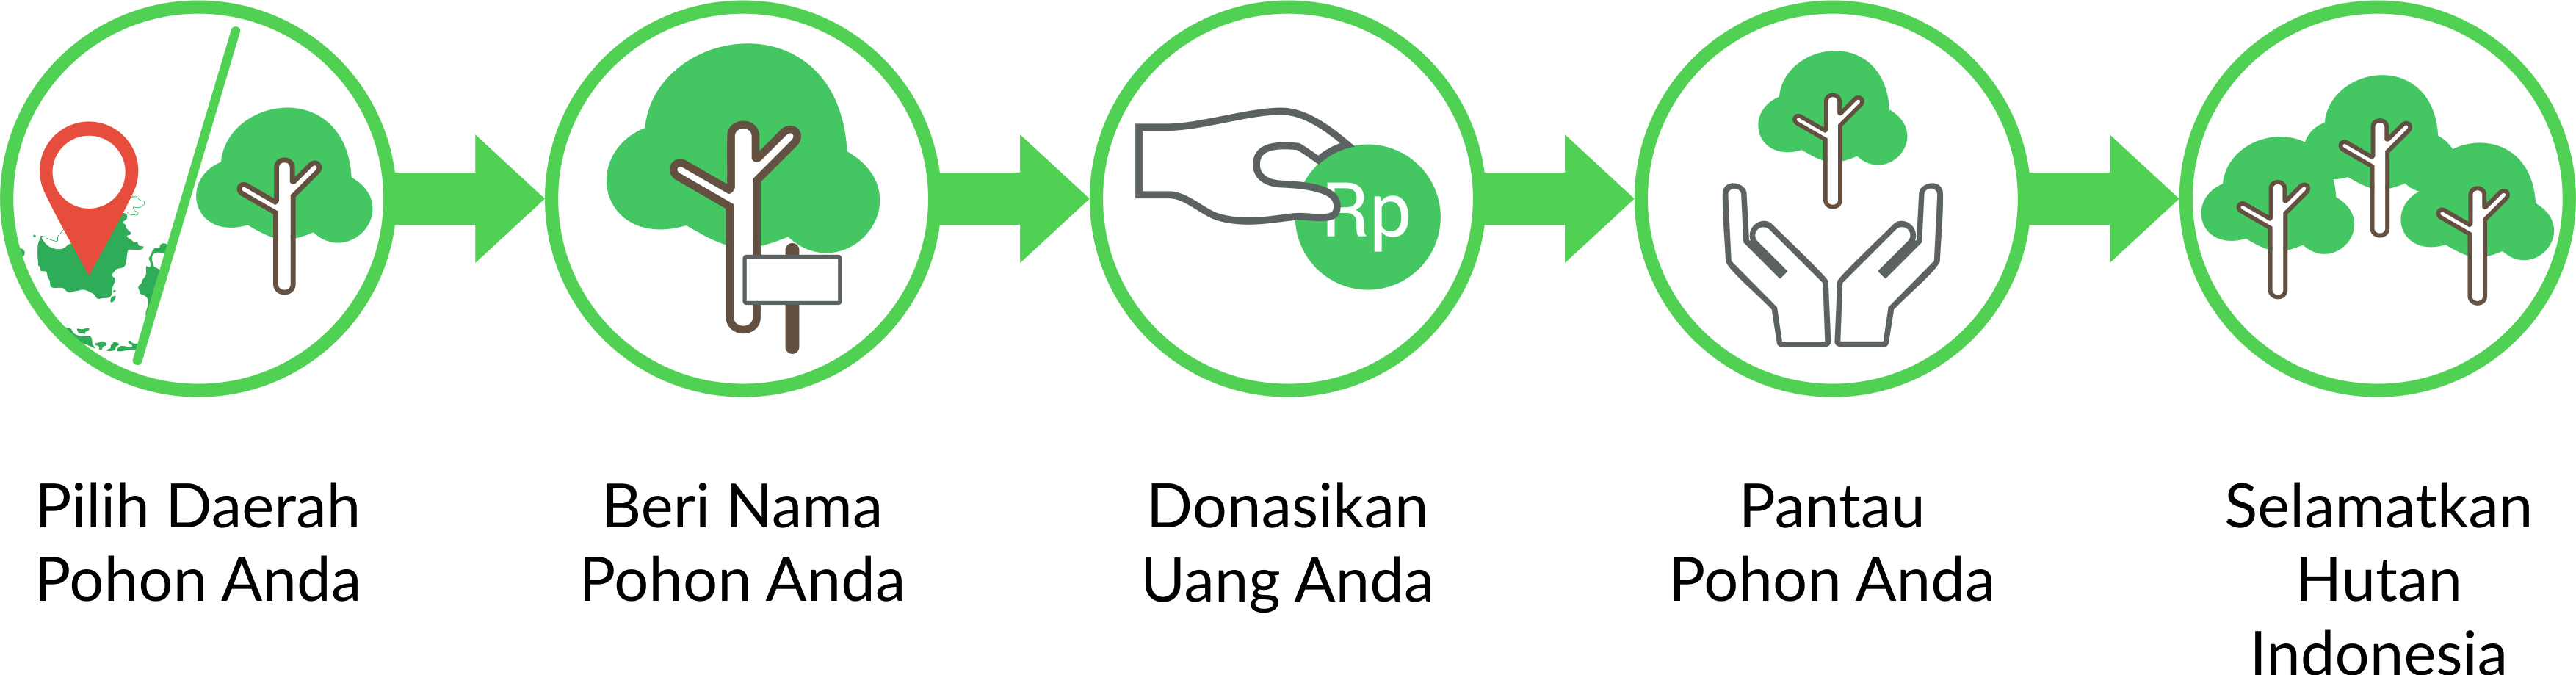 Rp
Pilih Daerah
Pohon Anda
Beri Nama
Pohon Anda
Donasikan
Uang Anda
Pantau
Pohon Anda
Selamatkan
Hutan
Indonesia